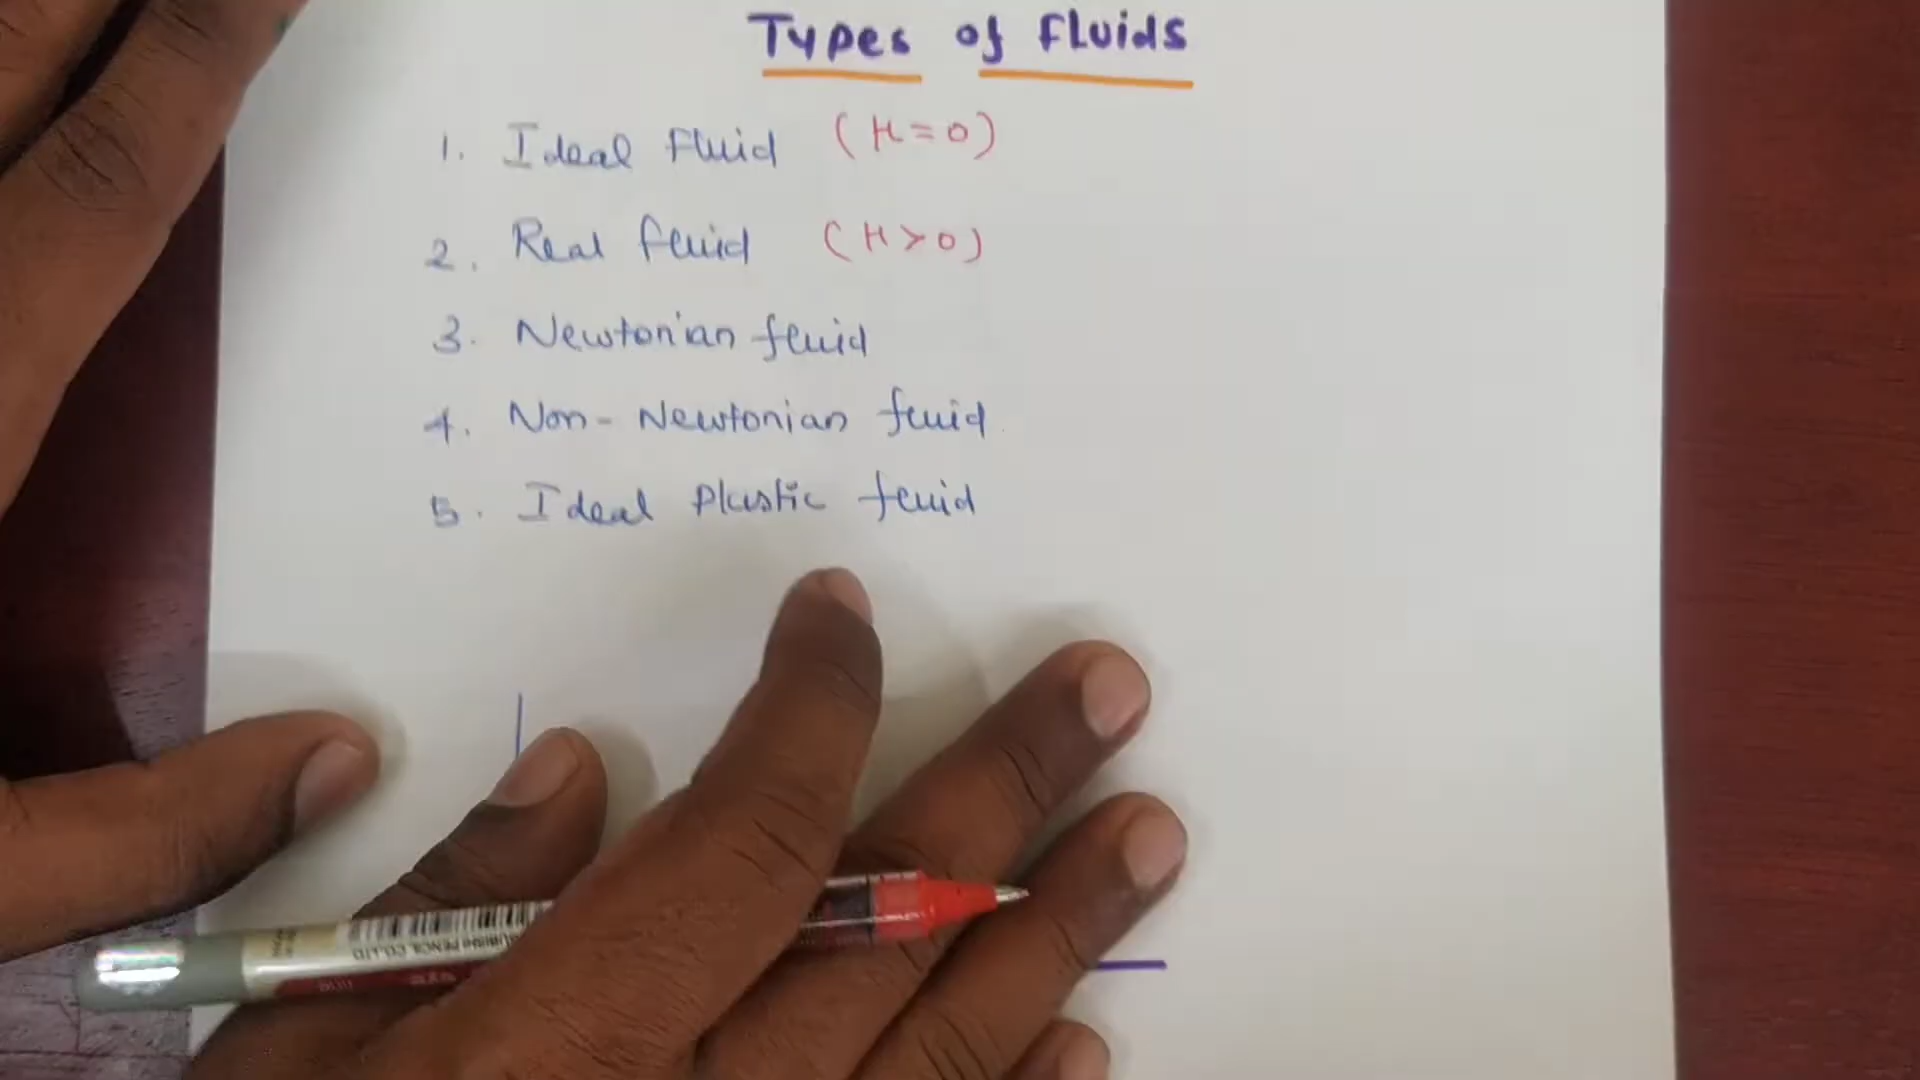 Types of Fluids
1. Ideal Fluid (μ=0)
2. Real fluid (μ>0)
3. Newtonian fluid
4. Non-Newtonian fluid
5. Ideal Plastic fluid